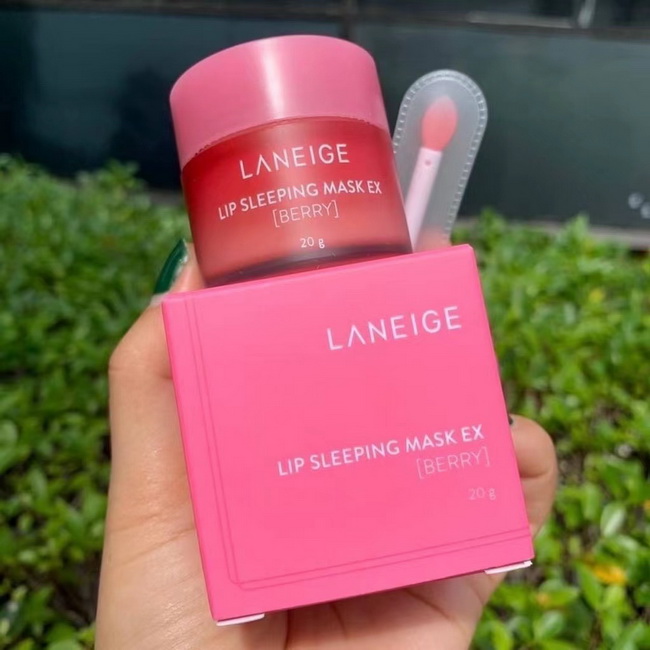 LANEIGE
LIP SLEEPING MASK EX
[BERRY]
20 g
LANEIGE
LIP SLEEPING MASK EX
[BERRY]
20 g